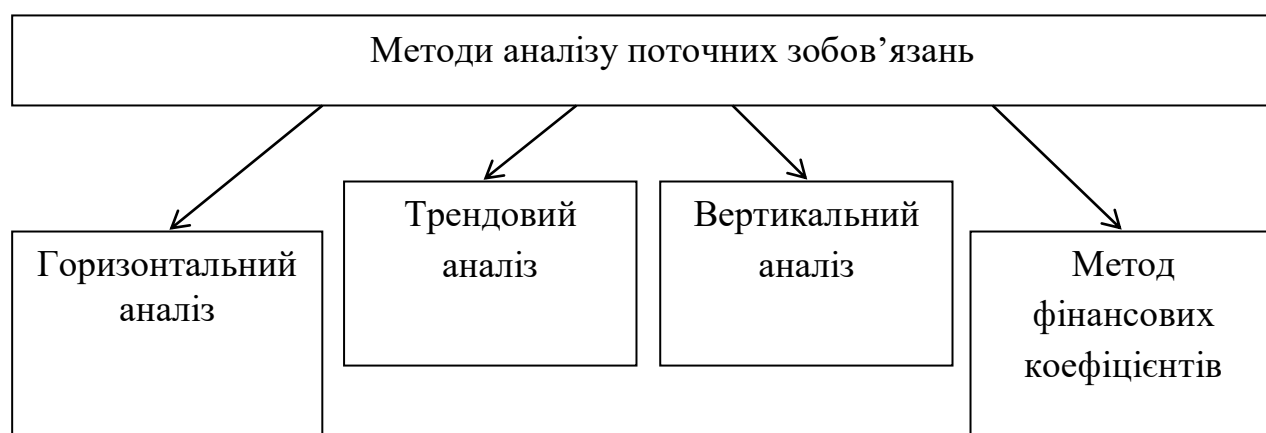 Методи аналізу поточних зобов’язань
Горизонтальний
аналіз
Трендовий
аналіз
Вертикальний
аналіз
Метод
фінансових
коефіцієнтів